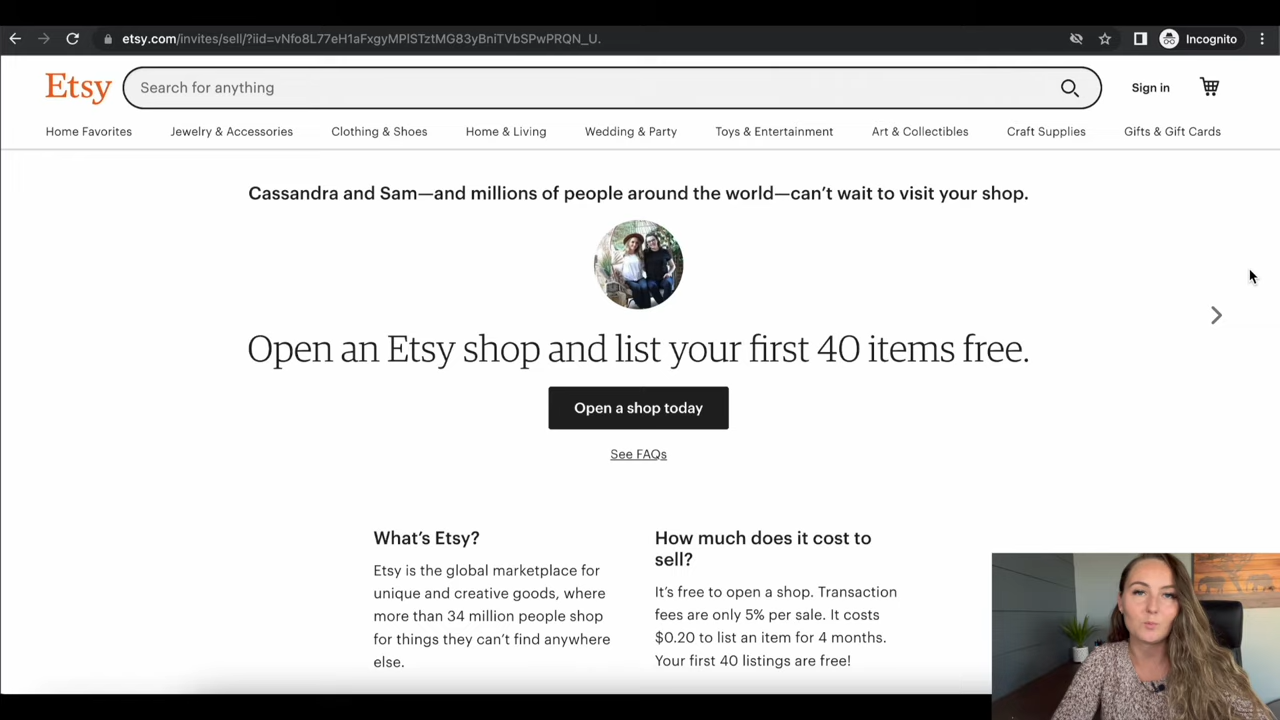 etsy.com/invites/sell/?iid=vNfo8L77eH1aFxgyMPlSTztMG83yBniTVbSPwPRQN_U.
Incognito
Etsy
Search for anything
Sign in
Home Favorites
Jewelry & Accessories
Clothing & Shoes
Home & Living
Wedding & Party
Toys & Entertainment
Art & Collectibles
Craft Supplies
Gifts & Gift Cards
Cassandra and Sam—and millions of people around the world—can’t wait to visit your shop.
Open an Etsy shop and list your first 40 items free.
Open a shop today
See FAQs
What’s Etsy?
Etsy is the global marketplace for
unique and creative goods, where
more than 34 million people shop
for things they can’t find anywhere
else.
How much does it cost to
sell?
It’s free to open a shop. Transaction
fees are only 5% per sale. It costs
$0.20 to list an item for 4 months.
Your first 40 listings are free!